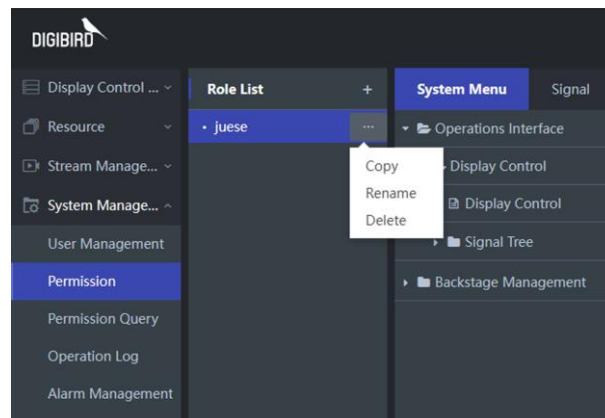 DIGIBIRD
Display Control ...
Resource
Stream Manage...
System Manage...
User Management
Permission
Permission Query
Operation Log
Alarm Management
Role List +
• juese ...
Copy
Rename
Delete
System Menu Signal
Operations Interface
Display Control
Display Control
Signal Tree
Backstage Management